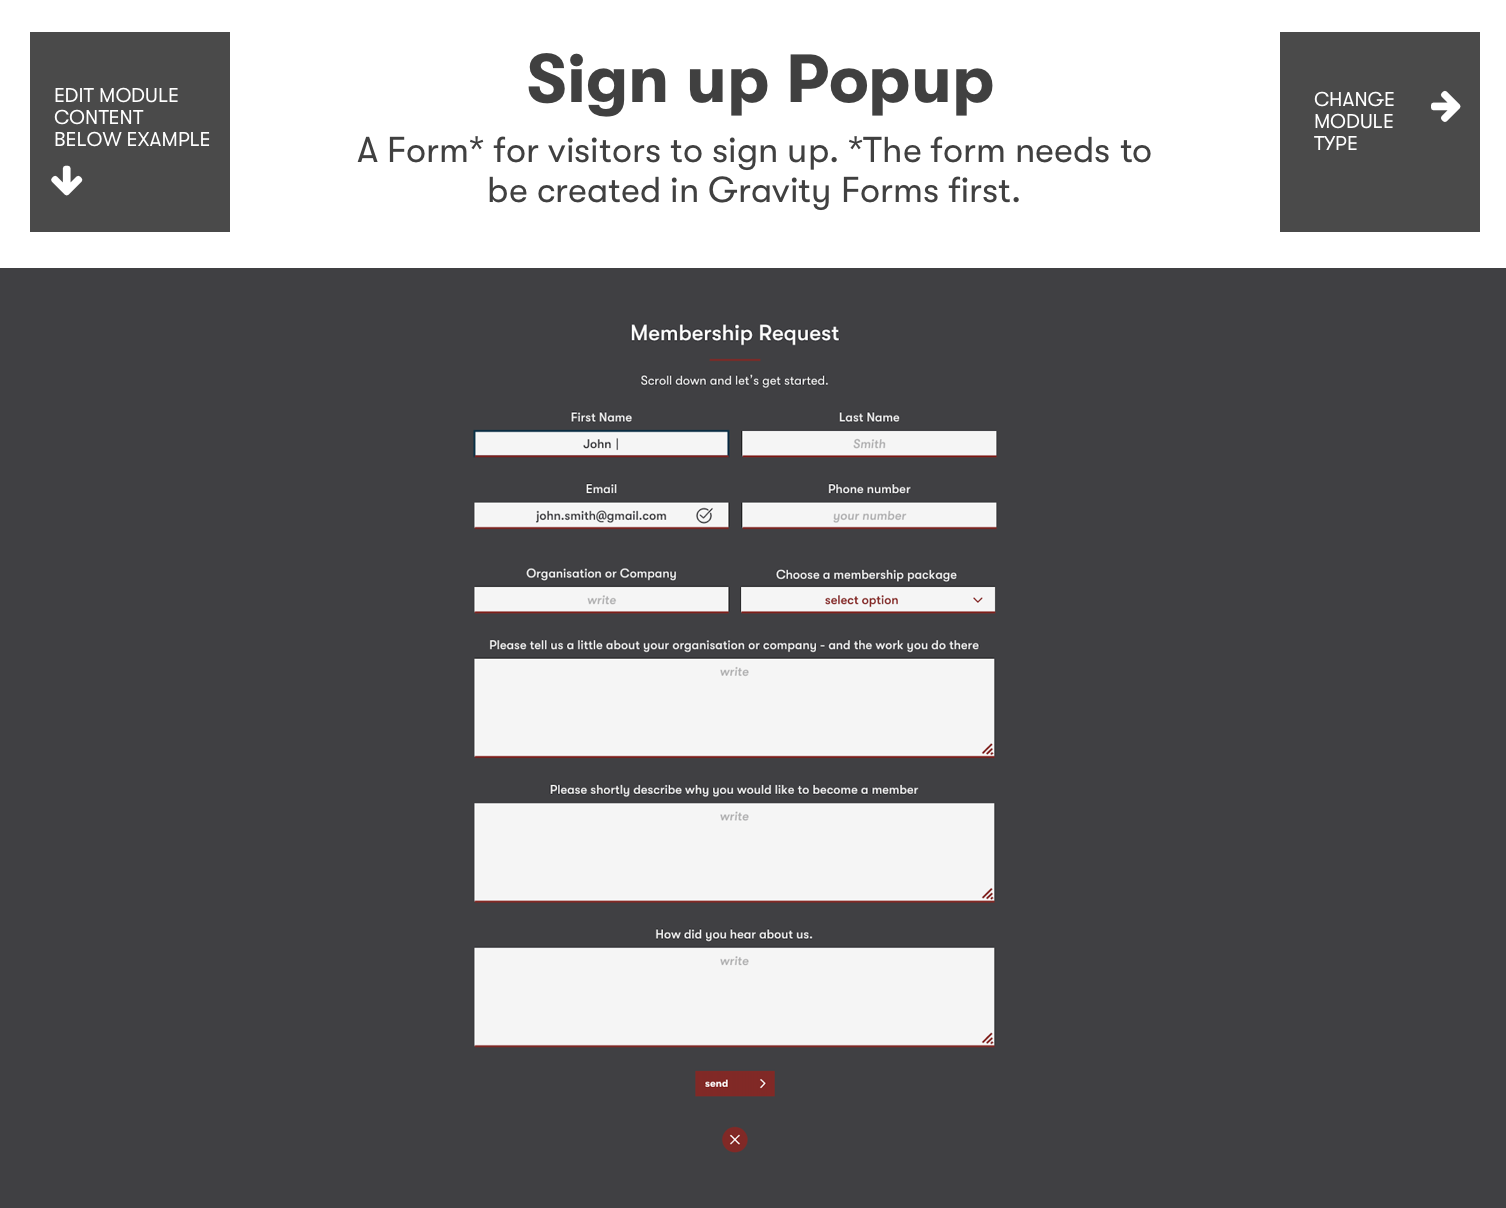 EDIT MODULE
CONTENT
BELOW EXAMPLE
Sign up Popup
A Form* for visitors to sign up. *The form needs to
be created in Gravity Forms first.
CHANGE
MODULE
TYPE
Membership Request
Scroll down and let's get started.
First Name
Last Name
John |
Smith
Email
Phone number
john.smith@gmail.com
your number
Organisation or Company
Choose a membership package
write
select option
Please tell us a little about your organisation or company - and the work you do there
write
Please shortly describe why you would like to become a member
write
How did you hear about us.
write
send